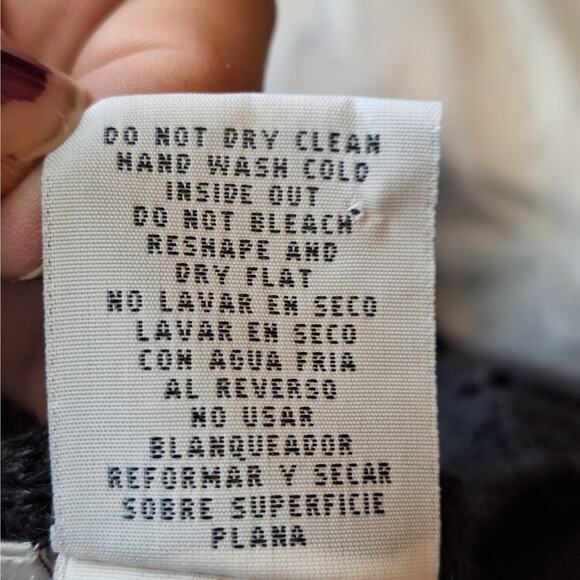 DO NOT DRY CLEAN
HAND WASH COLD
INSIDE OUT
DO NOT BLEACH
RESHAPE AND
DRY FLAT
NO LAVAR EN SECO
LAVAR EN SECO
CON AGUA FRIA
AL REVERSO
NO USAR
BLANQUEADOR
REFORMAR Y SECAR
SOBRE SUPERFICIE
PLANA